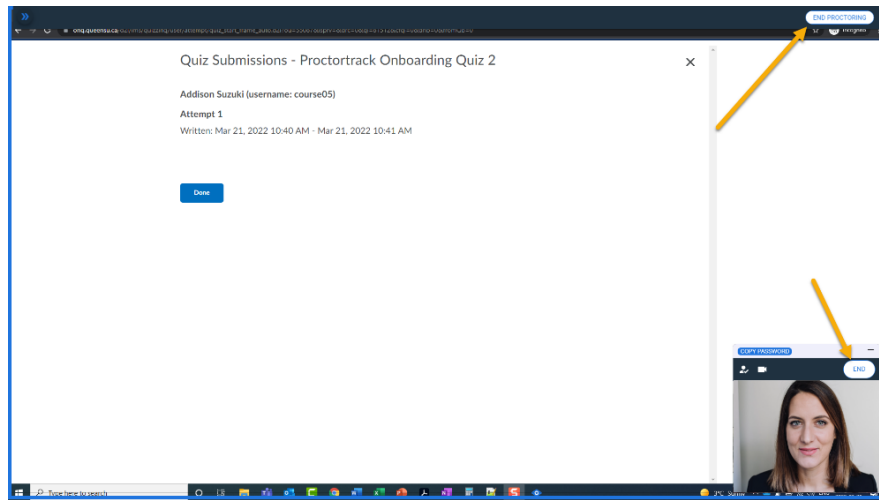 END PROCTORING
Quiz Submissions - Proctortrack Onboarding Quiz 2
Addison Suzuki (username: course05)
Attempt 1
Written: Mar 21, 2022 10:40 AM - Mar 21, 2022 10:41 AM
Done
COPY PASSWORD
END
Type here to search